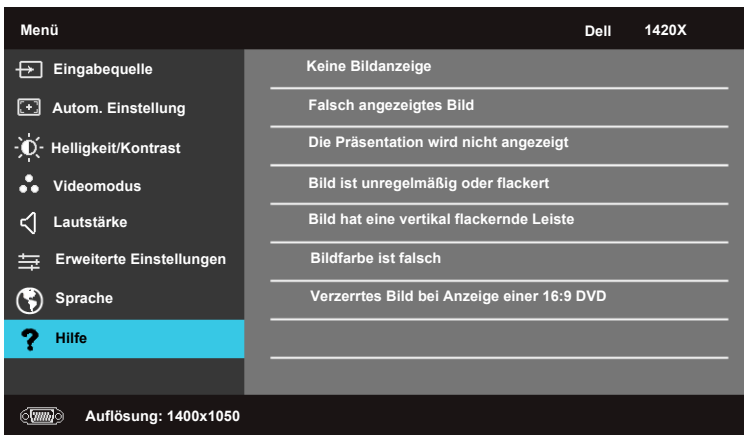 Menü Dell 1420X
Eingabequelle
Autom. Einstellung
Helligkeit/Kontrast
Videomodus
Lautstärke
Erweiterte Einstellungen
Sprache
Hilfe
Keine Bildanzeige
Falsch angezeigtes Bild
Die Präsentation wird nicht angezeigt
Bild ist unregelmäßig oder flackert
Bild hat eine vertikal flackernde Leiste
Bildfarbe ist falsch
Verzerrtes Bild bei Anzeige einer 16:9 DVD
Auflösung: 1400x1050